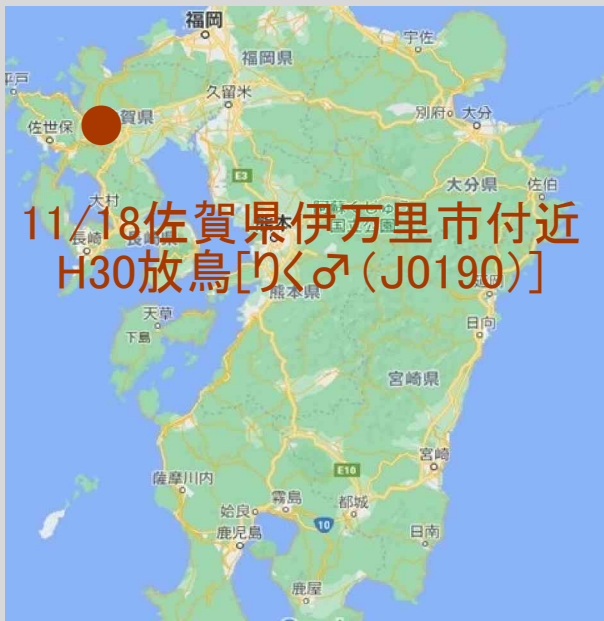 福岡
宇佐
福岡県
平戸
久留米
賀県
佐世保
別府
大分
E3
大村
大分県
佐伯
11/18佐賀県伊万里市付近
長崎
H30放鳥[りく♂(J0190)]
熊本県
天草
下島
日向
宮崎県
E10
宮崎
薩摩川内
霧島
都城
姶良
10
鹿児島
日南
鹿屋